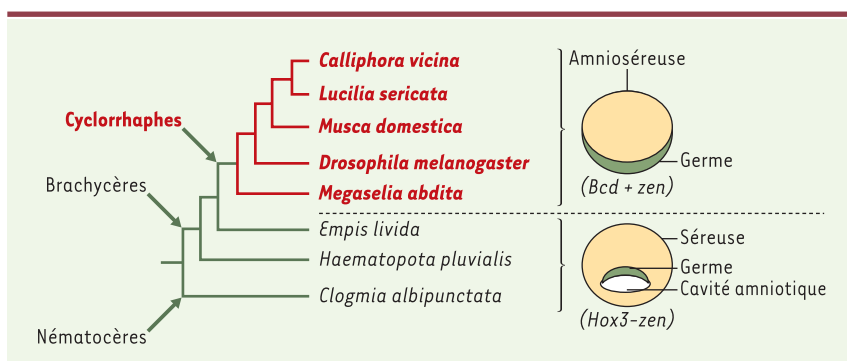 Calliphora vicina
Lucilia sericata
Cyclorrhaphes
Musca domestica
Brachycères
Drosophila melanogaster
Megaselia abdita
Empis livida
Haematopota pluvialis
Clogmia albipunctata
Nématocères
Amnioséreuse
Germe
(Bcd + zen)
Séreuse
Germe
Cavité amniotique
(Hox3-zen)